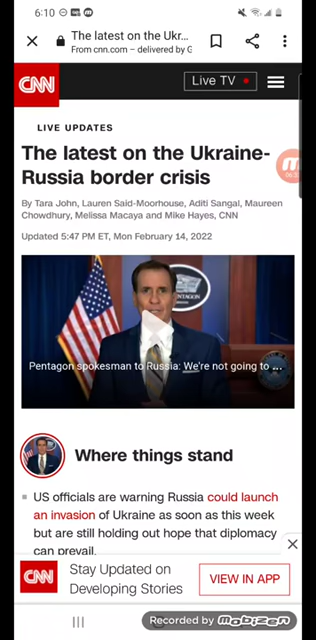 6:10
The latest on the Ukr...
From cnn.com – delivered by G
CNN
Live TV
LIVE UPDATES
The latest on the Ukraine-
Russia border crisis
By Tara John, Lauren Said-Moorhouse, Aditi Sangal, Maureen
Chowdhury, Melissa Macaya and Mike Hayes, CNN
Updated 5:47 PM ET, Mon February 14, 2022
PENTAGON
Pentagon spokesman to Russia: We're not going to ...
Where things stand
US officials are warning Russia could launch
an invasion of Ukraine as soon as this week
but are still holding out hope that diplomacy
can prevail.
CNN
Stay Updated on
Developing Stories
VIEW IN APP
Recorded by mobizen